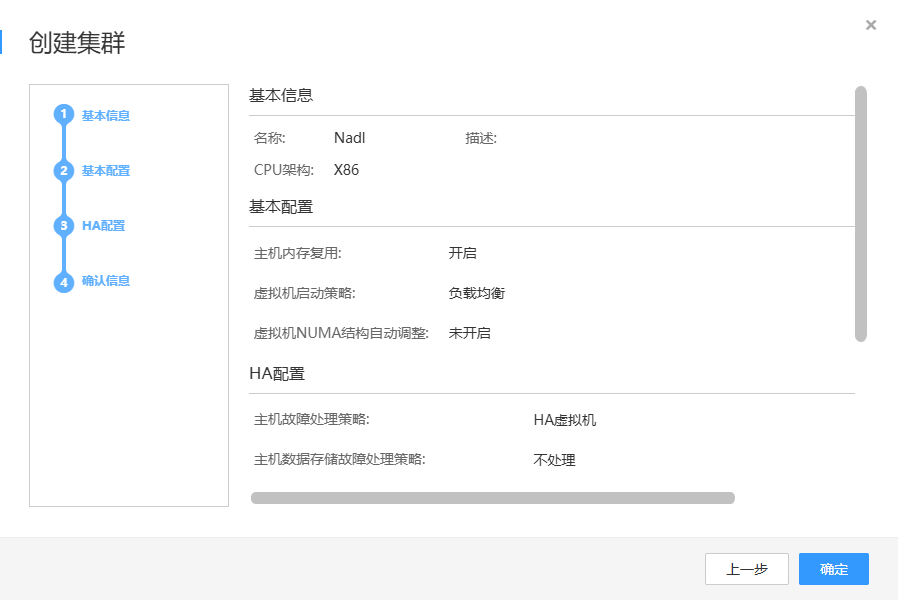 创建集群
×
1 基本信息
2 基本配置
3 HA配置
4 确认信息
基本信息
名称: Nadl 描述:
CPU架构: X86
基本配置
主机内存复用: 开启
虚拟机启动策略: 负载均衡
虚拟机NUMA结构自动调整: 未开启
HA配置
主机故障处理策略: HA虚拟机
主机数据存储故障处理策略: 不处理
上一步 确定